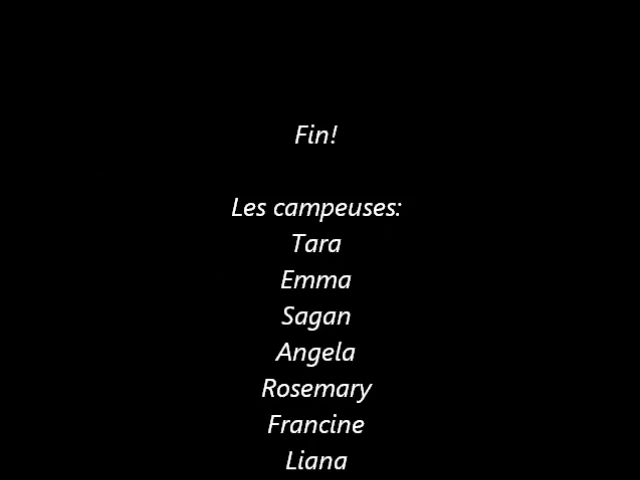 Fin!
Les campeuses:
Tara
Emma
Sagan
Angela
Rosemary
Francine
Liana